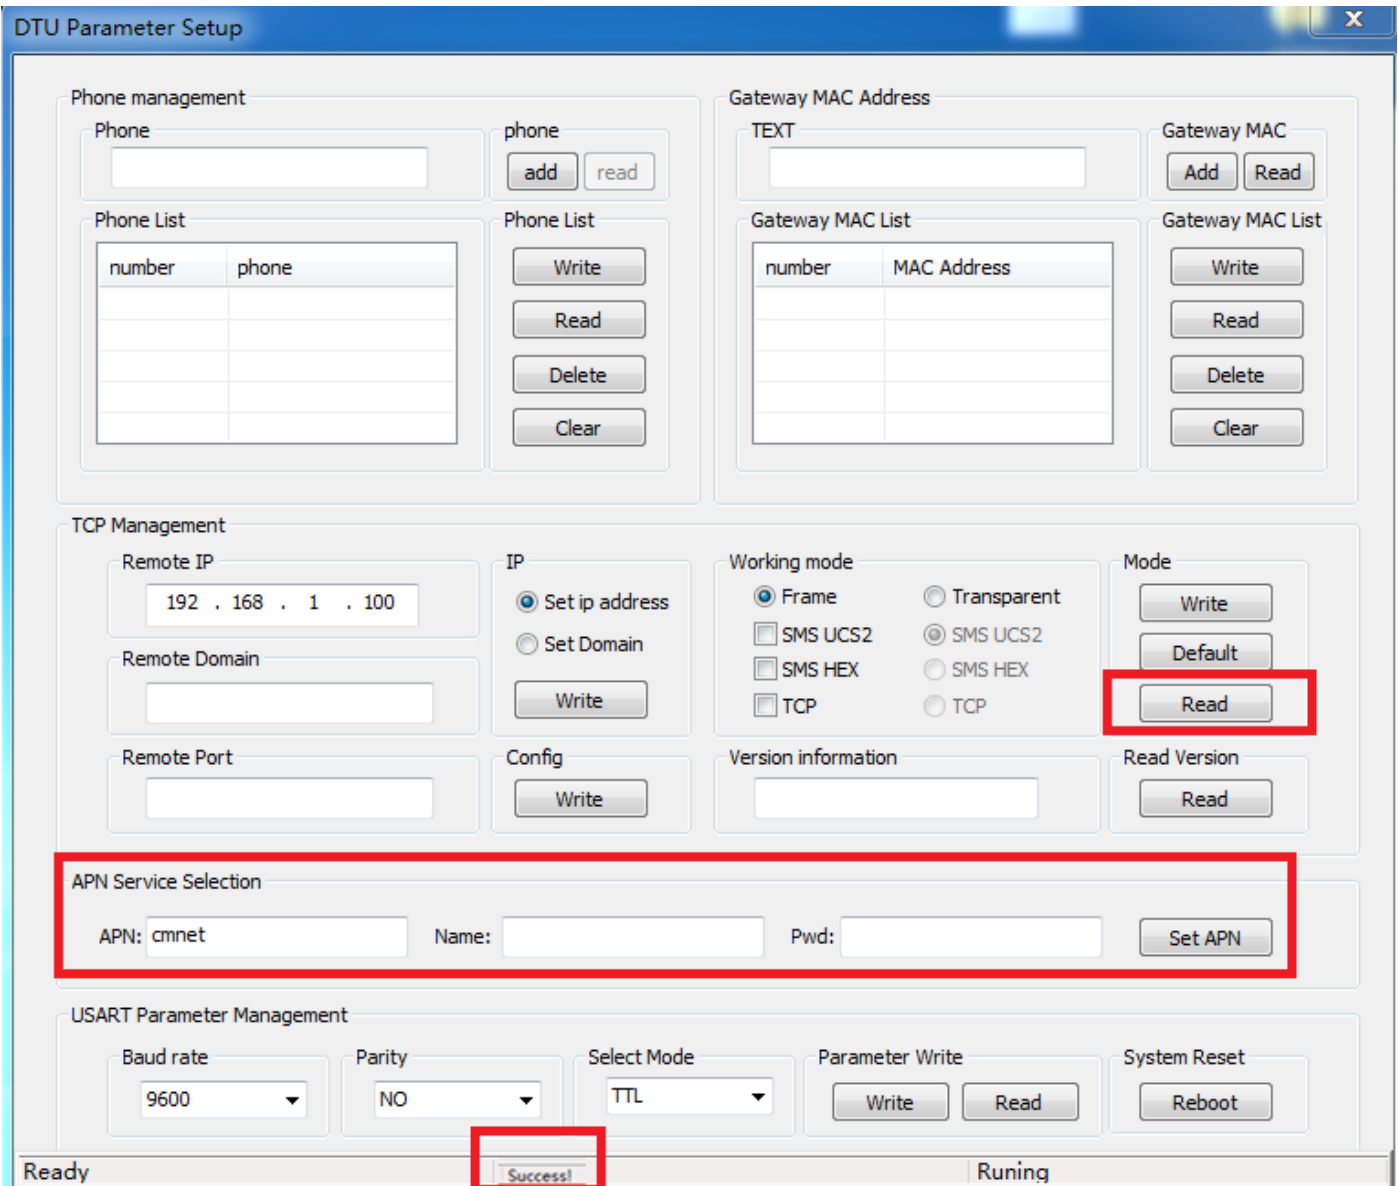 DTU Parameter Setup
X
Phone management
Phone
phone
add
read
Phone List
number
phone
Phone List
Write
Read
Delete
Clear
Gateway MAC Address
TEXT
Gateway MAC
Add
Read
Gateway MAC List
number
MAC Address
Gateway MAC List
Write
Read
Delete
Clear
TCP Management
Remote IP
192 . 168 . 1 . 100
IP
Set ip address
Set Domain
Write
Remote Domain
Remote Port
Config
Write
Working mode
Frame
Transparent
SMS UCS2
SMS UCS2
SMS HEX
SMS HEX
TCP
TCP
Mode
Write
Default
Read
Version information
Read Version
Read
APN Service Selection
APN: cmnet
Name:
Pwd:
Set APN
USART Parameter Management
Baud rate
9600
Parity
NO
Select Mode
TTL
Parameter Write
Write
Read
System Reset
Reboot
Ready
Success!
Runing